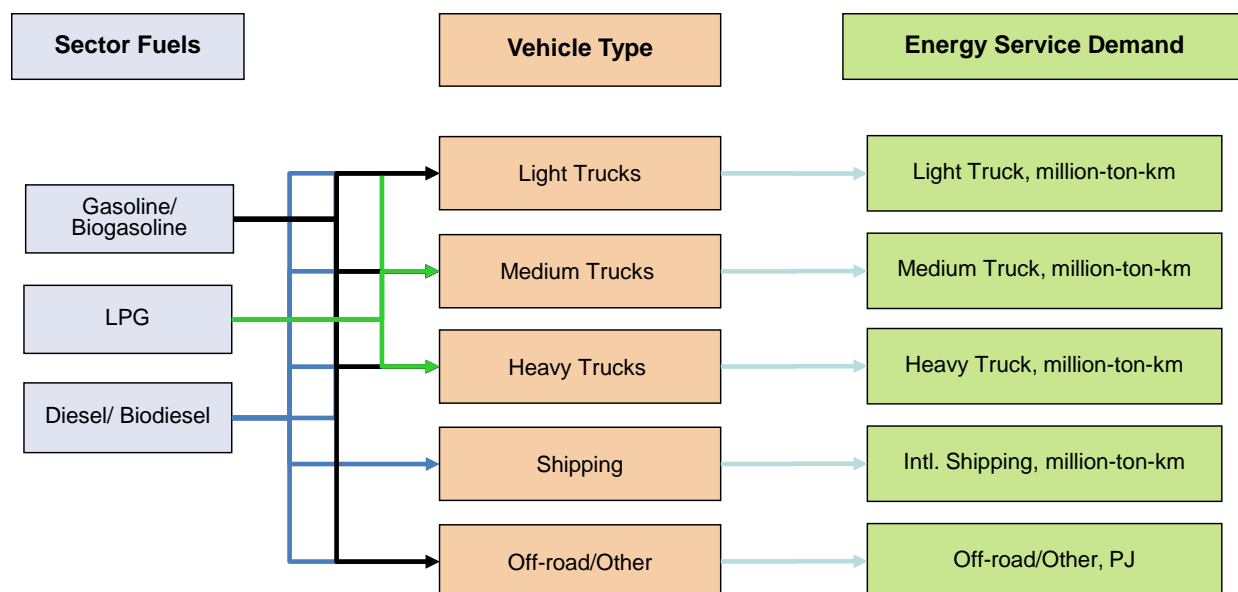 Sector Fuels
Vehicle Type
Energy Service Demand
Gasoline/
Biogasoline
LPG
Diesel/ Biodiesel
Light Trucks
Medium Trucks
Heavy Trucks
Shipping
Off-road/Other
Light Truck, million-ton-km
Medium Truck, million-ton-km
Heavy Truck, million-ton-km
Intl. Shipping, million-ton-km
Off-road/Other, PJ